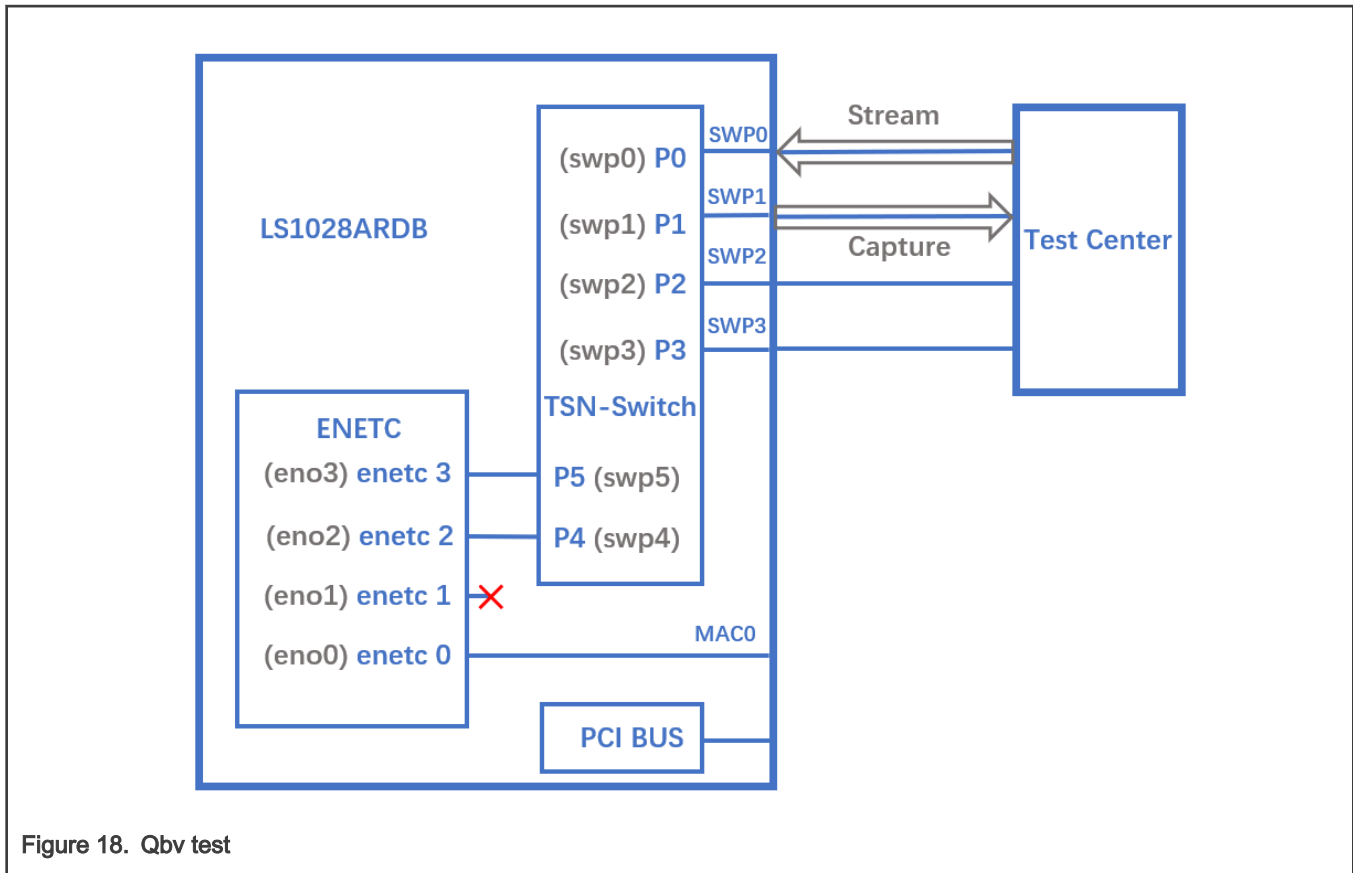 LS1028ARDB
(swp0) P0
(swp1) P1
(swp2) P2
(swp3) P3
TSN-Switch
P5 (swp5)
P4 (swp4)
SWP0
SWP1
SWP2
SWP3
Stream
Capture
Test Center
ENETC
(eno3) enetc 3
(eno2) enetc 2
(eno1) enetc 1
(eno0) enetc 0
MAC0
PCI BUS
Figure 18. Qbv test